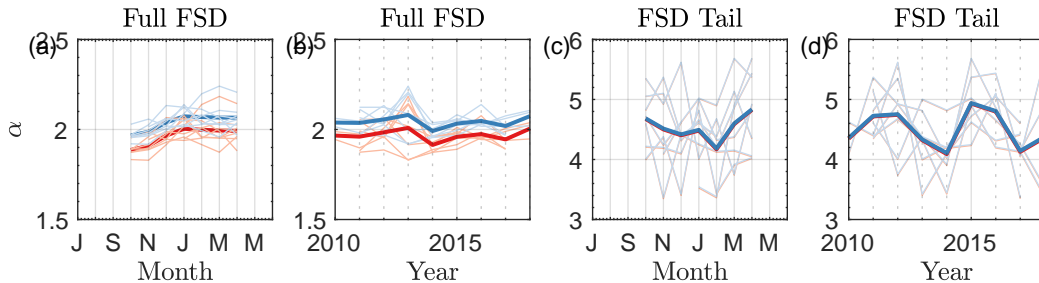 Full FSD
Full FSD
FSD Tail
FSD Tail
(a)
(b)
(c)
(d)
2.5
2
1.5
α
J S N J M M
Month
2.5
2
1.5
2010 2015
Year
6
5
4
3
J S N J M M
Month
6
5
4
3
2010 2015
Year